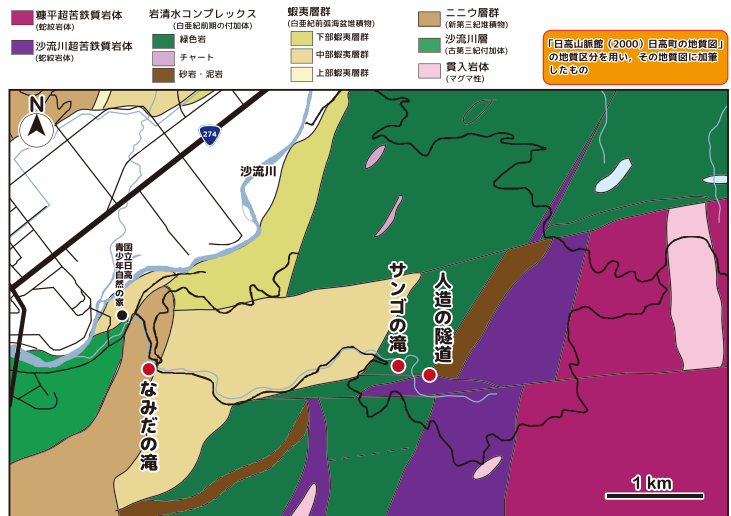 糠平超苦鉄質岩体
(蛇紋岩体)
沙流川超苦鉄質岩体
(蛇紋岩体)
岩清水コンプレックス
(白亜紀前期の付加体)
緑色岩
チャート
砂岩・泥岩
蝦夷層群
(白亜紀前弧海盆堆積物)
下部蝦夷層群
中部蝦夷層群
上部蝦夷層群
ニニウ層群
(新第三紀堆積物)
沙流川層
(古第三紀付加体)
貫入岩体
(マグマ性)
「日高山脈館(2000)日高町の地質図」
の地質区分を用い，その地質図に加筆
したもの
N
274
沙流川
国立日高
青少年自然の家
サンゴの滝
人造の隧道
なみだの滝
1 km